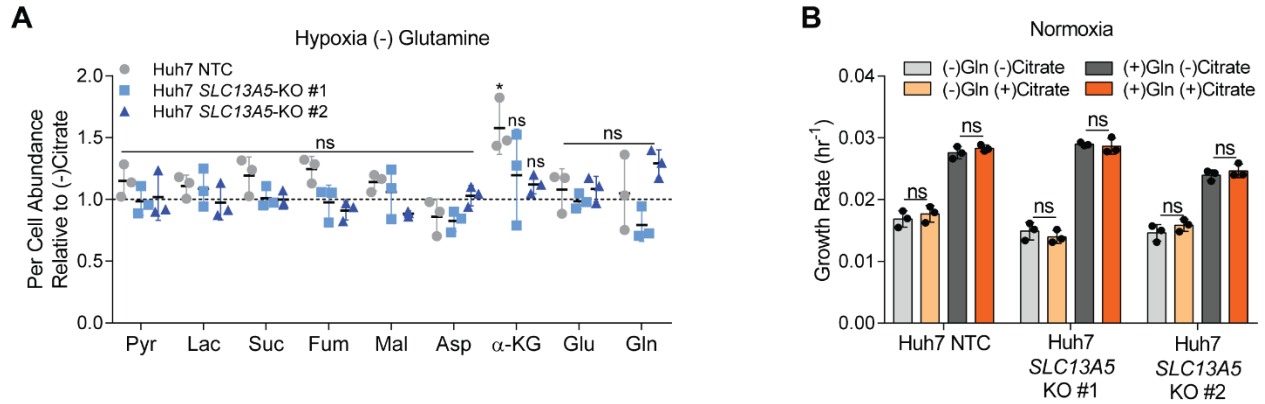 A
Hypoxia (-) Glutamine
Huh7 NTC
Huh7 SLC13A5-KO #1
Huh7 SLC13A5-KO #2
Per Cell Abundance
Relative to (-)Citrate
2.0
1.5
1.0
0.5
0.0
ns
*
ns
ns
ns
Pyr Lac Suc Fum Mal Asp α-KG Glu Gln
B
Normoxia
(-)Gln (-)Citrate
(+)Gln (-)Citrate
(-)Gln (+)Citrate
(+)Gln (+)Citrate
Growth Rate (hr-1)
0.04
0.03
0.02
0.01
0.00
ns
ns
ns
ns
ns
ns
Huh7 NTC
Huh7
SLC13A5
KO #1
Huh7
SLC13A5
KO #2